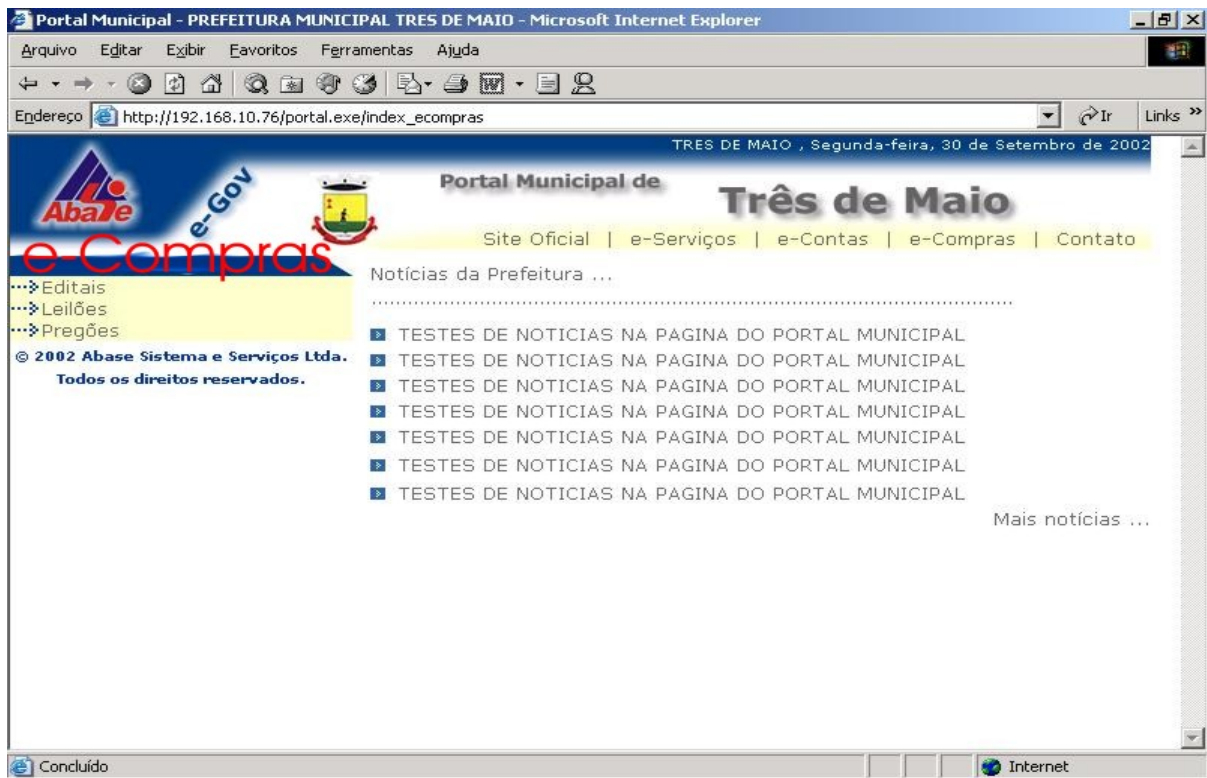 Portal Municipal - PREFEITURA MUNICIPAL TRES DE MAIO - Microsoft Internet Explorer
Arquivo Editar Exibir Favoritos Ferramentas Ajuda
Endereço http://192.168.10.76/portal.exe/index_ecompras Ir Links »
TRES DE MAIO , Segunda-feira, 30 de Setembro de 2002
Abase e-Gov Portal Municipal de Três de Maio
Site Oficial | e-Serviços | e-Contas | e-Compras | Contato
e-Compras
Editais
Leilões
Pregões
© 2002 Abase Sistema e Serviços Ltda.
Todos os direitos reservados.
Notícias da Prefeitura ...
TESTES DE NOTICIAS NA PAGINA DO PORTAL MUNICIPAL
TESTES DE NOTICIAS NA PAGINA DO PORTAL MUNICIPAL
TESTES DE NOTICIAS NA PAGINA DO PORTAL MUNICIPAL
TESTES DE NOTICIAS NA PAGINA DO PORTAL MUNICIPAL
TESTES DE NOTICIAS NA PAGINA DO PORTAL MUNICIPAL
TESTES DE NOTICIAS NA PAGINA DO PORTAL MUNICIPAL
TESTES DE NOTICIAS NA PAGINA DO PORTAL MUNICIPAL
Mais notícias ...
Concluído Internet